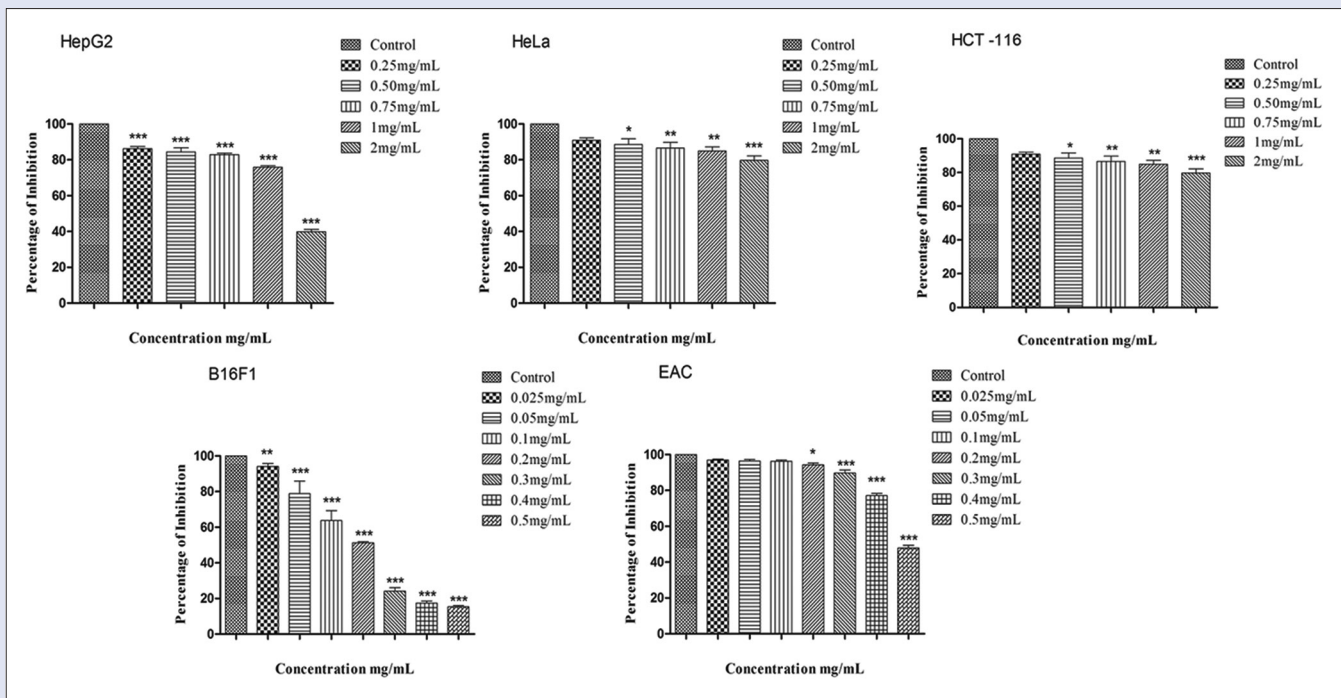 HepG2
Control
0.25mg/mL
0.50mg/mL
0.75mg/mL
1mg/mL
2mg/mL
Percentage of Inhibition
100
80
60
40
20
0
***
***
***
***
***
Concentration mg/mL
HeLa
Control
0.25mg/mL
0.50mg/mL
0.75mg/mL
1mg/mL
2mg/mL
Percentage of Inhibition
100
80
60
40
20
0
*
**
**
***
Concentration mg/mL
HCT -116
Control
0.25mg/mL
0.50mg/mL
0.75mg/mL
1mg/mL
2mg/mL
Percentage of Inhibition
100
80
60
40
20
0
*
**
**
***
Concentration mg/mL
B16F1
Control
0.025mg/mL
0.05mg/mL
0.1mg/mL
0.2mg/mL
0.3mg/mL
0.4mg/mL
0.5mg/mL
Percentage of Inhibition
100
80
60
40
20
0
**
***
***
***
***
***
***
Concentration mg/mL
EAC
Control
0.025mg/mL
0.05mg/mL
0.1mg/mL
0.2mg/mL
0.3mg/mL
0.4mg/mL
0.5mg/mL
Percentage of Inhibition
100
80
60
40
20
0
*
***
***
***
Concentration mg/mL